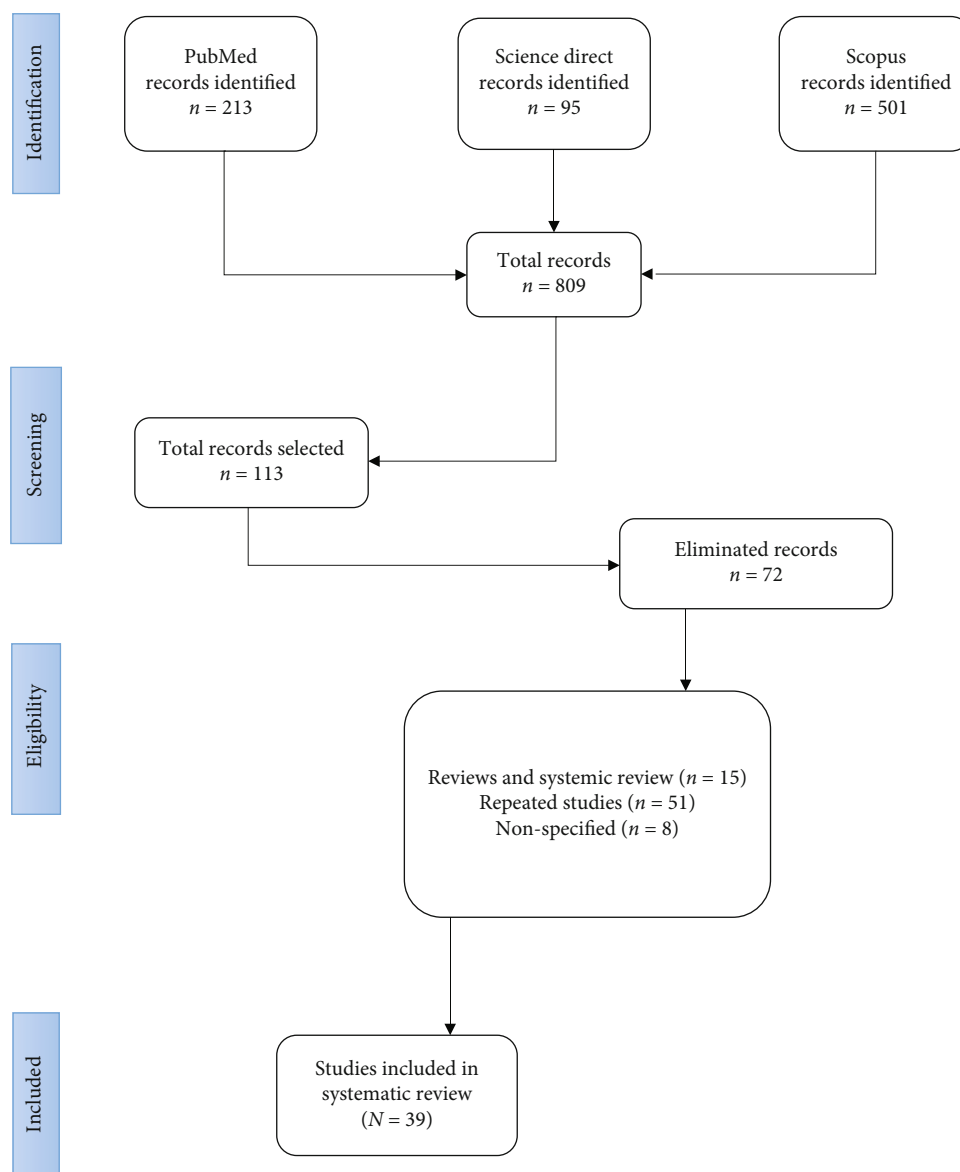 Identification
PubMed
records identified
n = 213
Science direct
records identified
n = 95
Scopus
records identified
n = 501
Total records
n = 809
Screening
Total records selected
n = 113
Eliminated records
n = 72
Eligibility
Reviews and systemic review (n = 15)
Repeated studies (n = 51)
Non-specified (n = 8)
Included
Studies included in
systematic review
(N = 39)